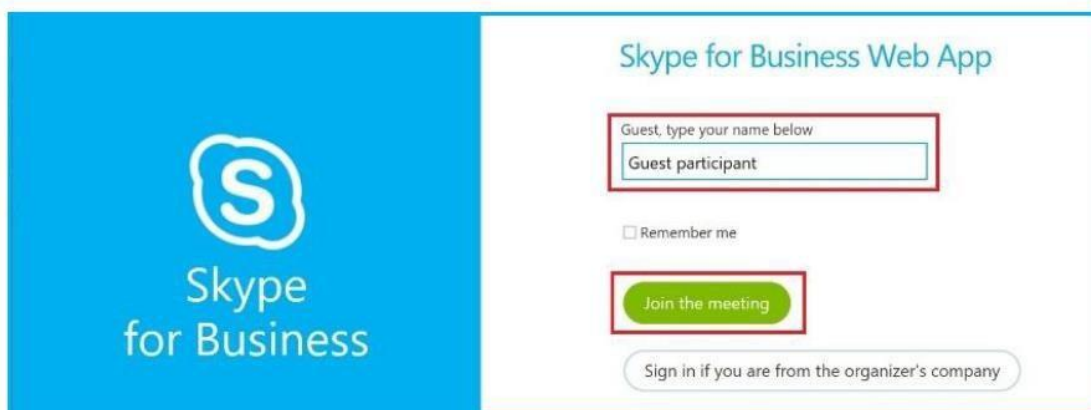 S
Skype
for Business
Skype for Business Web App
Guest, type your name below
Guest participant
Remember me
Join the meeting
Sign in if you are from the organizer's company